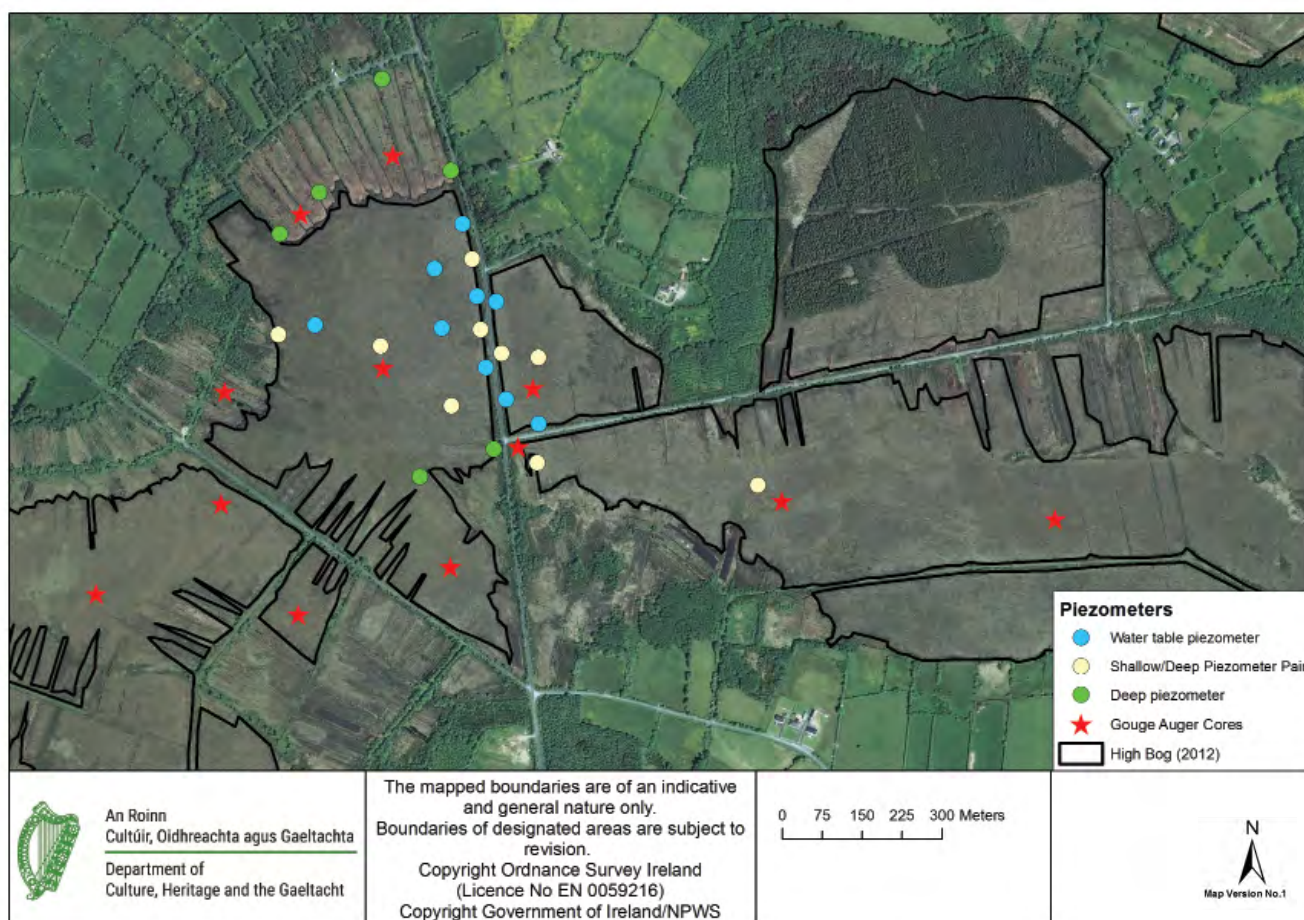 Piezometers
Water table piezometer
Shallow/Deep Piezometer Pair
Deep piezometer
Gouge Auger Cores
High Bog (2012)
An Roinn
Cultúir, Oidhreachta agus Gaeltachta
Department of
Culture, Heritage and the Gaeltacht
The mapped boundaries are of an indicative
and general nature only.
Boundaries of designated areas are subject to
revision.
Copyright Ordnance Survey Ireland
(Licence No EN 0059216)
Copyright Government of Ireland/NPWS
0 75 150 225 300 Meters
N
Map Version No.1